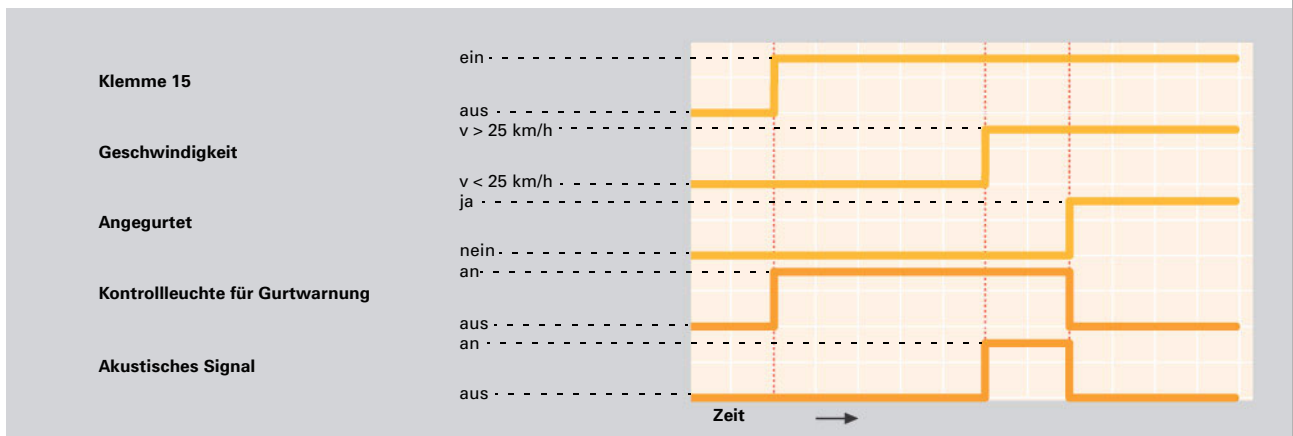 ein
Klemme 15
aus
v > 25 km/h
Geschwindigkeit
v < 25 km/h
ja
Angegurtet
nein
an
Kontrollleuchte für Gurtwarnung
aus
an
Akustisches Signal
aus
Zeit